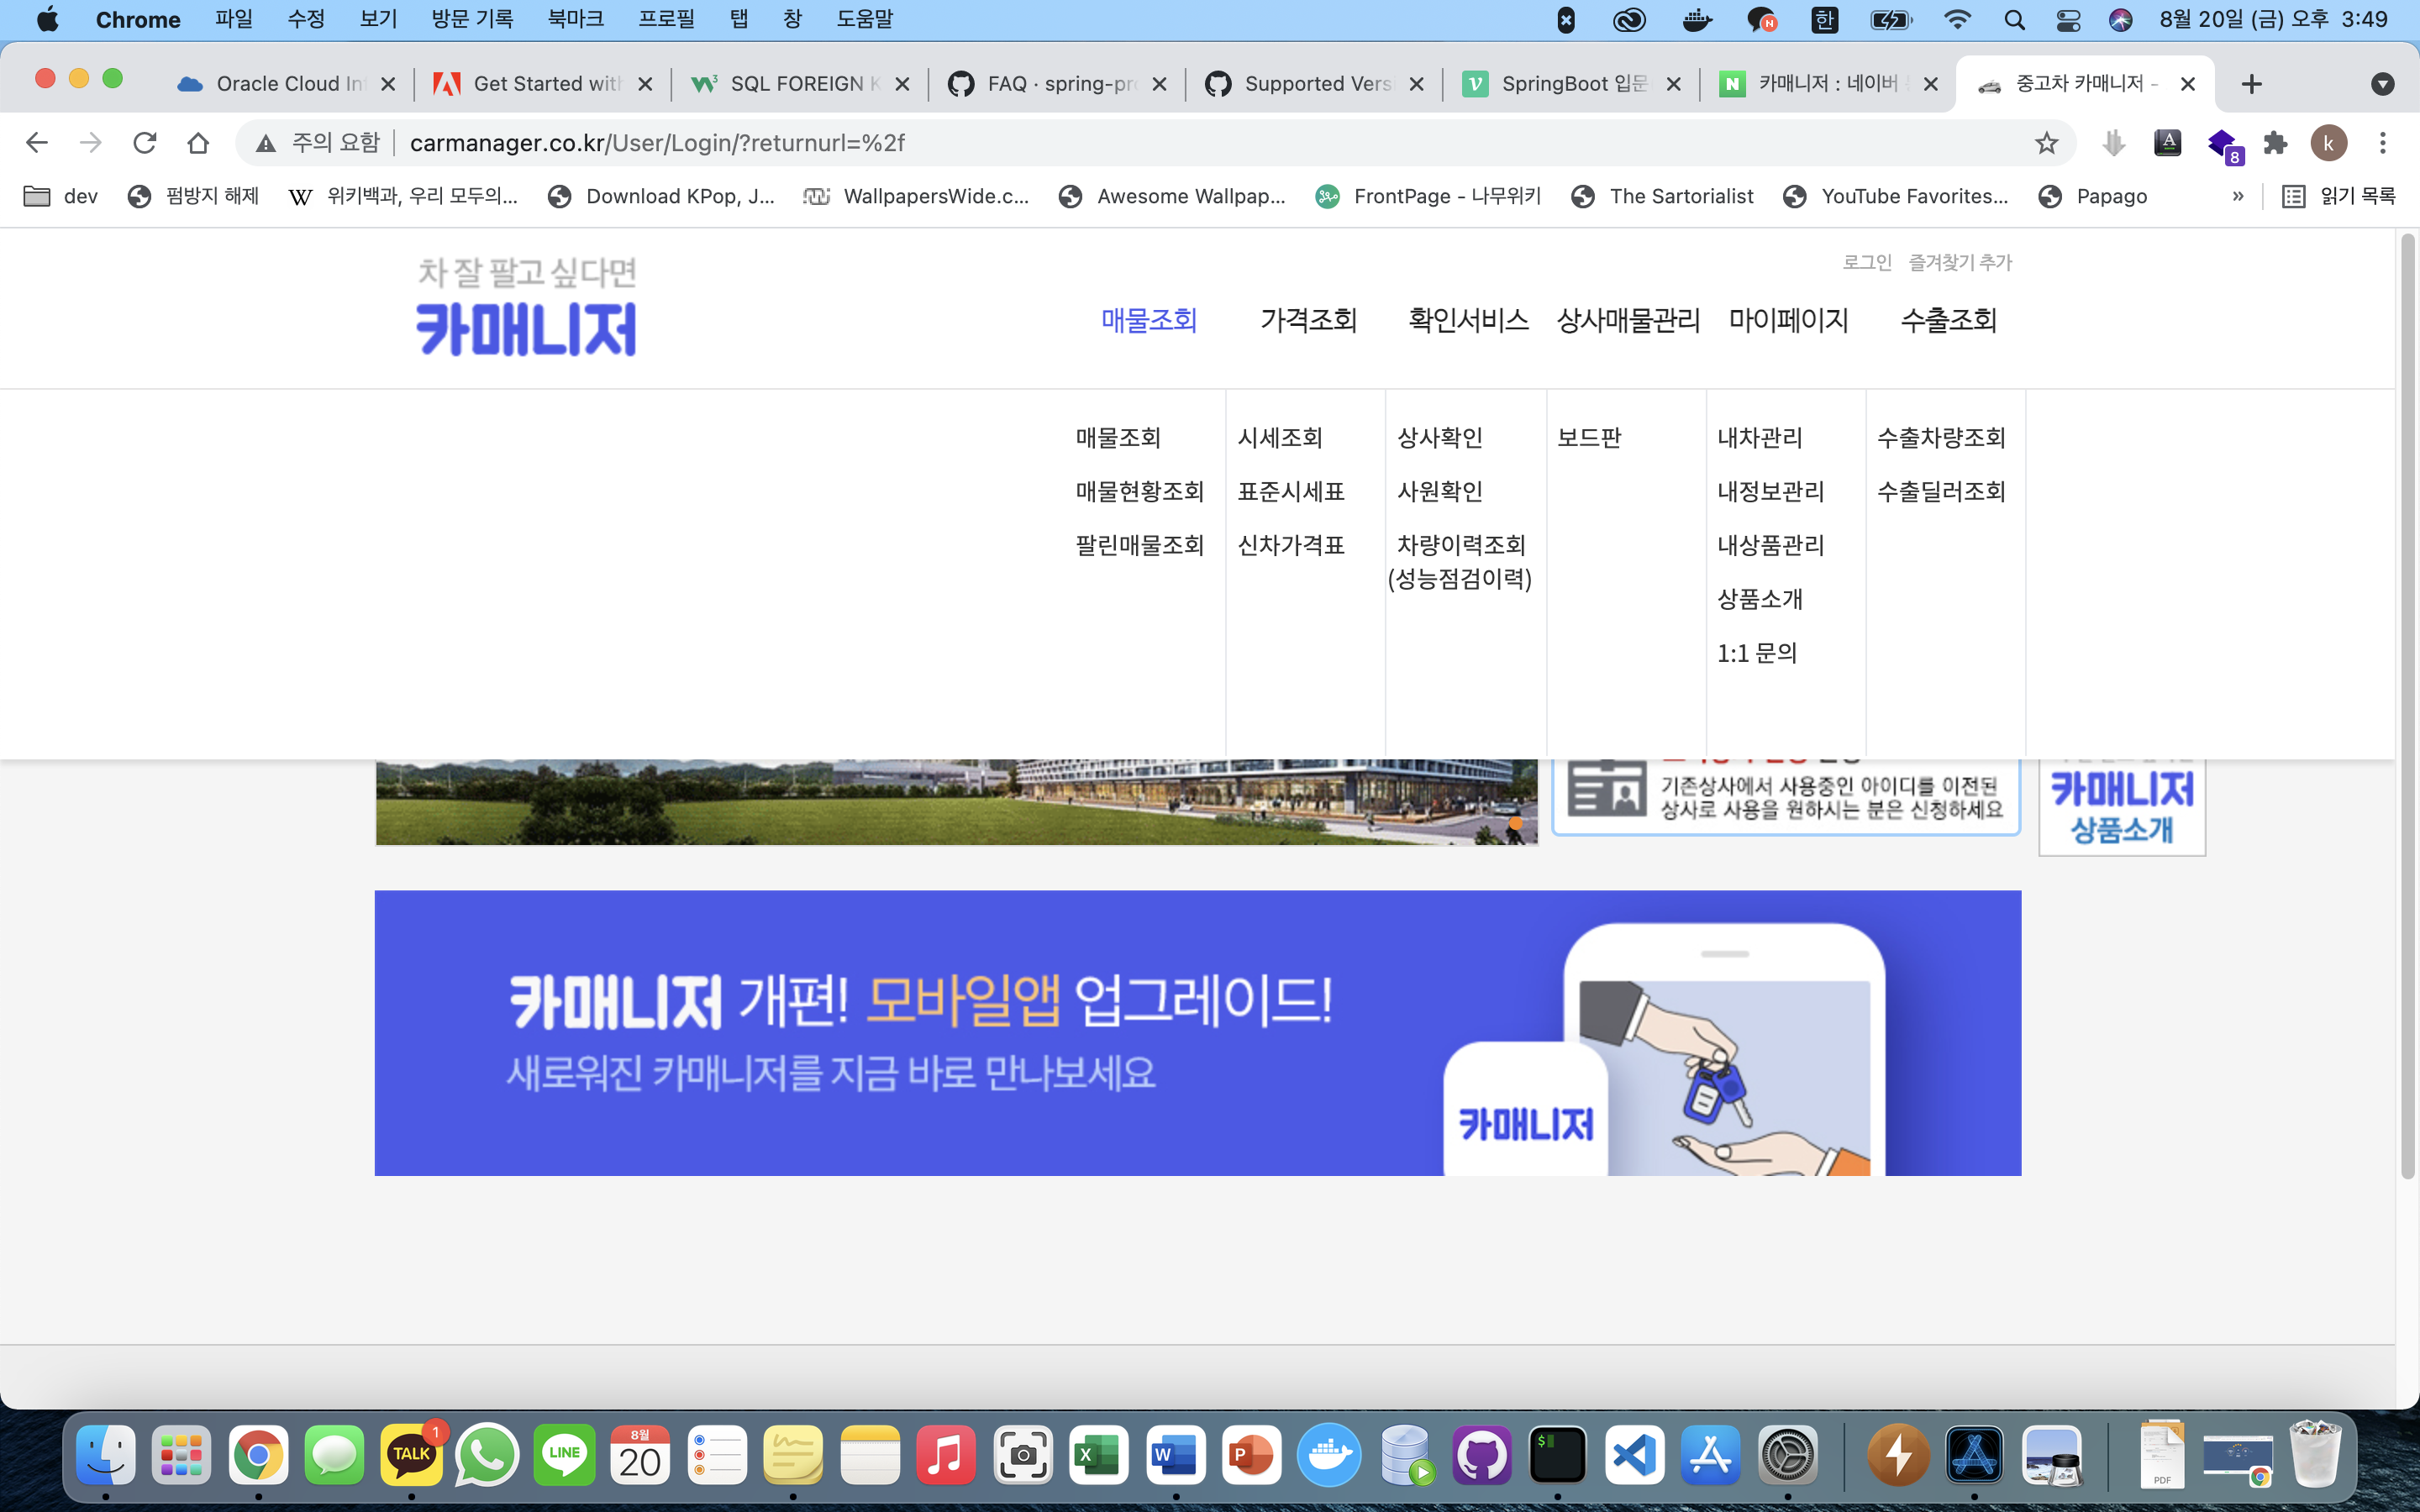 Chrome 파일 수정 보기 방문 기록 북마크 프로필 탭 창 도움말 한 8월 20일 (금) 오후 3:49
Oracle Cloud In Get Started with SQL FOREIGN K FAQ · spring-pr Supported Vers SpringBoot 입문 카매니저 : 네이버 중고차 카매니저 –
주의 요함 carmanager.co.kr/User/Login/?returnurl=%2f A 8 k
dev 펌방지 해제 W 위키백과, 우리 모두의... Download KPop, J... WallpapersWide.c... Awesome Wallpap... FrontPage - 나무위키 The Sartorialist YouTube Favorites... Papago » 읽기 목록
로그인 즐겨찾기 추가
차 잘 팔고 싶다면
카매니저
매물조회 가격조회 확인서비스 상사매물관리 마이페이지 수출조회
매물조회 시세조회 상사확인 보드판 내차관리 수출차량조회
매물현황조회 표준시세표 사원확인 내정보관리 수출딜러조회
팔린매물조회 신차가격표 차량이력조회 내상품관리
(성능점검이력)
상품소개
1:1 문의
기존상사에서 사용중인 아이디를 이전된
상사로 사용을 원하시는 분은 신청하세요
카매니저
상품소개
카매니저 개편! 모바일앱 업그레이드!
새로워진 카매니저를 지금 바로 만나보세요
카매니저
TALK 1 LINE 8월 20 X W P $ PDF